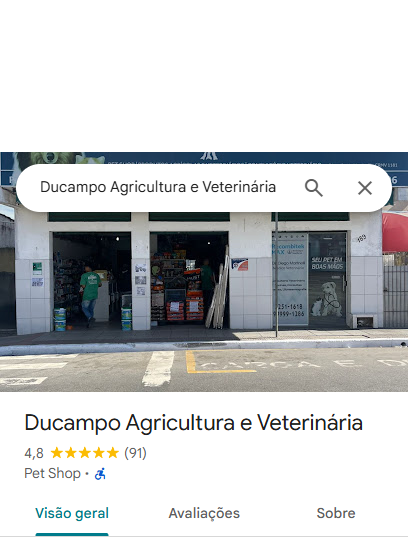 Ducampo Agricultura e Veterinária
SEU PET EM
BOAS MÃOS
CARGA E D
Ducampo Agricultura e Veterinária
4,8 ★★★★★ (91)
Pet Shop ·
Visão geral
Avaliações
Sobre